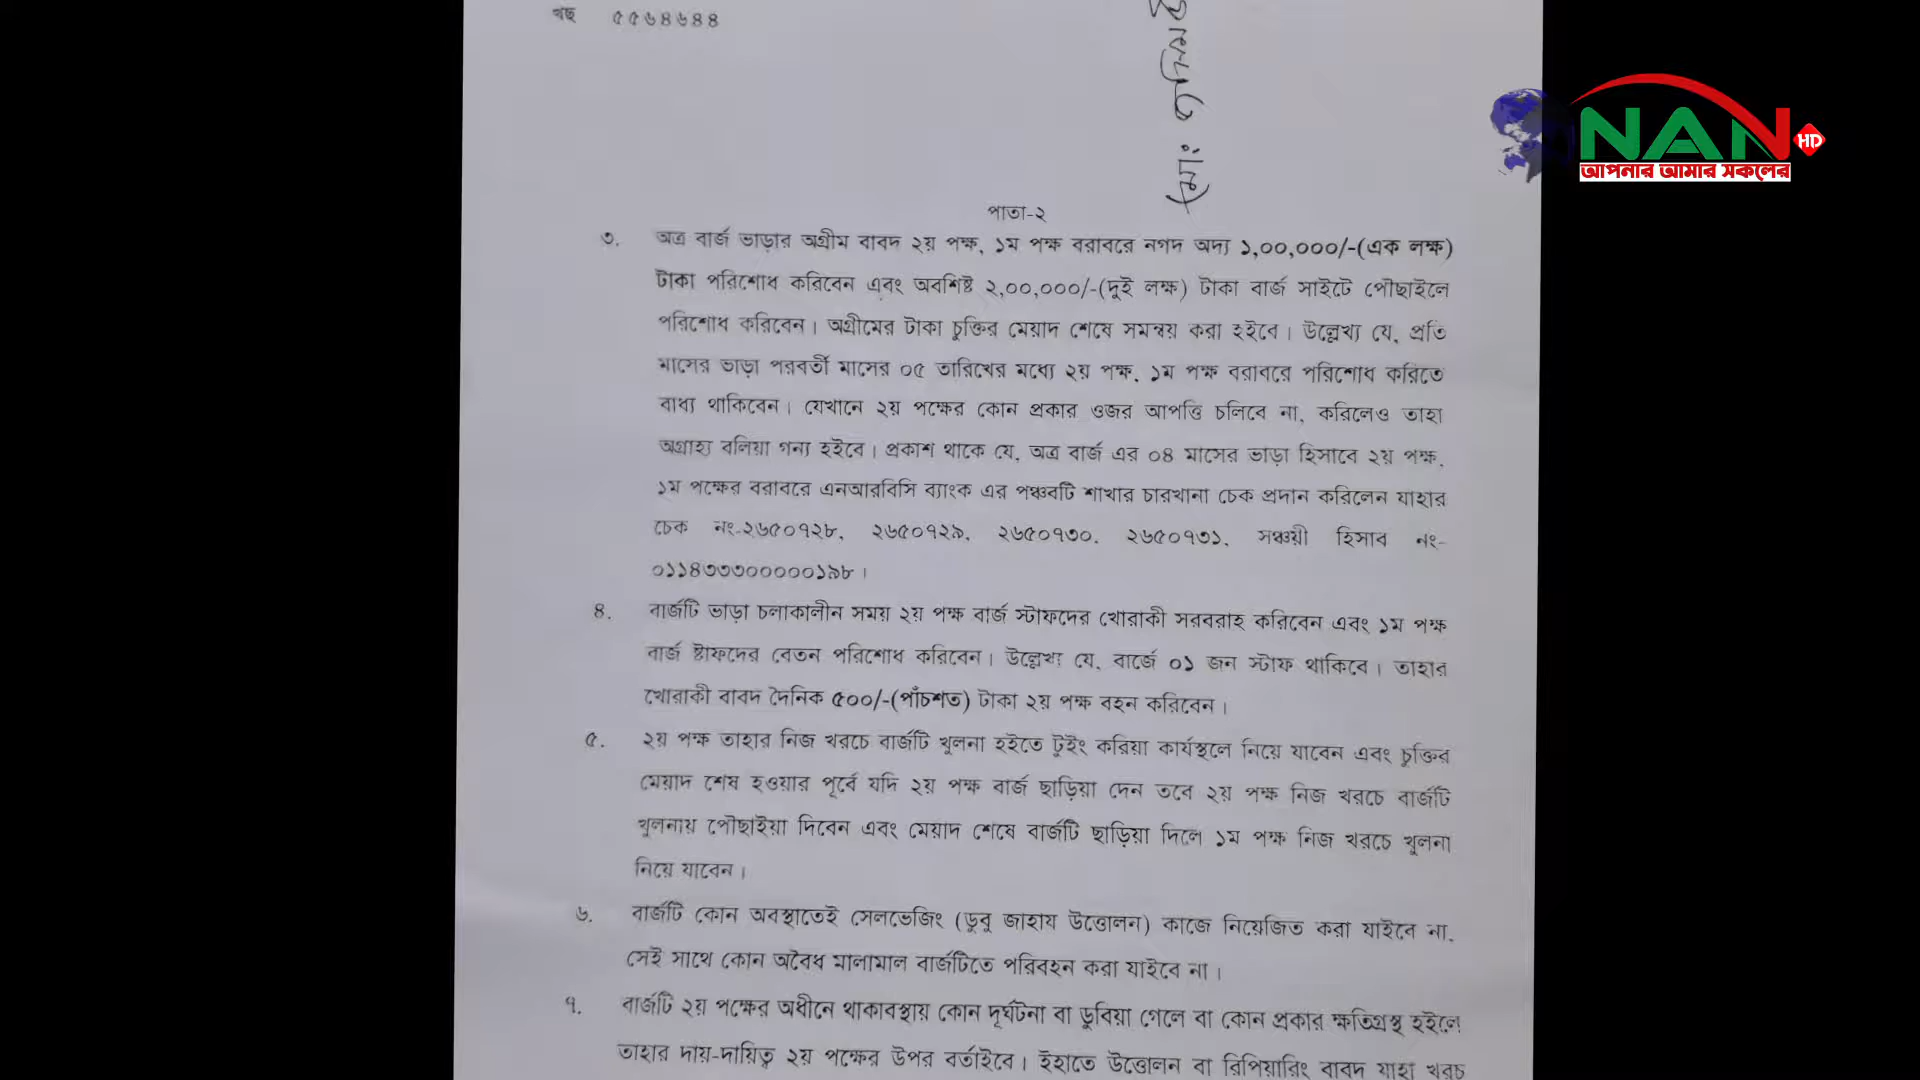 খছ ৫৫৬৪৬৪৪
মোঃ
NAN HD
আপনার আমার সকলের
পাতা-২
৩. অত্র বার্জ ভাড়ার অগ্রীম বাবদ ২য় পক্ষ, ১ম পক্ষ বরাবরে নগদ অদ্য ১,০০,০০০/-(এক লক্ষ)
টাকা পরিশোধ করিবেন এবং অবশিষ্ট ২,০০,০০০/-(দুই লক্ষ) টাকা বার্জ সাইটে পৌছাইলে
পরিশোধ করিবেন। অগ্রীমের টাকা চুক্তির মেয়াদ শেষে সমন্বয় করা হইবে। উল্লেখ্য যে, প্রতি
মাসের ভাড়া পরবর্তী মাসের ০৫ তারিখের মধ্যে ২য় পক্ষ, ১ম পক্ষ বরাবরে পরিশোধ করিতে
বাধ্য থাকিবেন। যেখানে ২য় পক্ষের কোন প্রকার ওজর আপত্তি চলিবে না, করিলেও তাহা
অগ্রাহ্য বলিয়া গন্য হইবে। প্রকাশ থাকে যে, অত্র বার্জ এর ০৪ মাসের ভাড়া হিসাবে ২য় পক্ষ,
১ম পক্ষের বরাবরে এনআরবিসি ব্যাংক এর পঞ্চবটি শাখার চারখানা চেক প্রদান করিলেন যাহার
চেক নং-২৬৫০৭২৮, ২৬৫০৭২৯, ২৬৫০৭৩০, ২৬৫০৭৩১, সঞ্চয়ী হিসাব নং-
০১১৪৩৩৩০০০০০১৯৮।
৪. বার্জটি ভাড়া চলাকালীন সময় ২য় পক্ষ বার্জ স্টাফদের খোরাকী সরবরাহ করিবেন এবং ১ম পক্ষ
বার্জ ষ্টাফদের বেতন পরিশোধ করিবেন। উল্লেখ্য যে, বার্জে ০১ জন স্টাফ থাকিবে। তাহার
খোরাকী বাবদ দৈনিক ৫০০/-(পাঁচশত) টাকা ২য় পক্ষ বহন করিবেন।
৫. ২য় পক্ষ তাহার নিজ খরচে বার্জটি খুলনা হইতে টুইং করিয়া কার্যস্থলে নিয়ে যাবেন এবং চুক্তির
মেয়াদ শেষ হওয়ার পূর্বে যদি ২য় পক্ষ বার্জ ছাড়িয়া দেন তবে ২য় পক্ষ নিজ খরচে বার্জটি
খুলনায় পৌছাইয়া দিবেন এবং মেয়াদ শেষে বার্জটি ছাড়িয়া দিলে ১ম পক্ষ নিজ খরচে খুলনা
নিয়ে যাবেন।
৬. বার্জটি কোন অবস্থাতেই সেলভেজিং (ডুবু জাহায উত্তোলন) কাজে নিয়েজিত করা যাইবে না,
সেই সাথে কোন অবৈধ মালামাল বার্জটিতে পরিবহন করা যাইবে না।
৭. বার্জটি ২য় পক্ষের অধীনে থাকাবস্থায় কোন দূর্ঘটনা বা ডুবিয়া গেলে বা কোন প্রকার ক্ষতিগ্রস্থ হইলে
তাহার দায়-দায়িত্ব ২য় পক্ষের উপর বর্তাইবে। ইহাতে উত্তোলন বা রিপিয়ারিং বাবদ যাহা খরচ